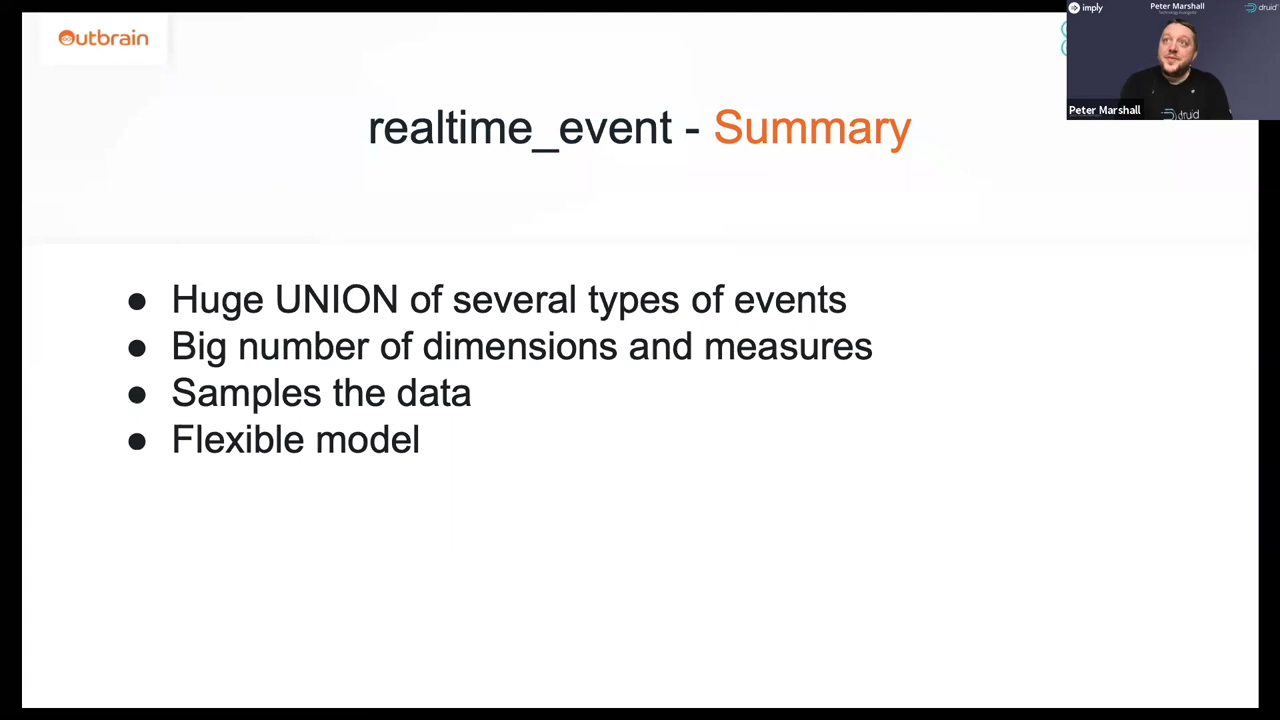 Outbrain
imply
Peter Marshall
druid
Peter Marshall
druid
realtime_event - Summary
● Huge UNION of several types of events
● Big number of dimensions and measures
● Samples the data
● Flexible model